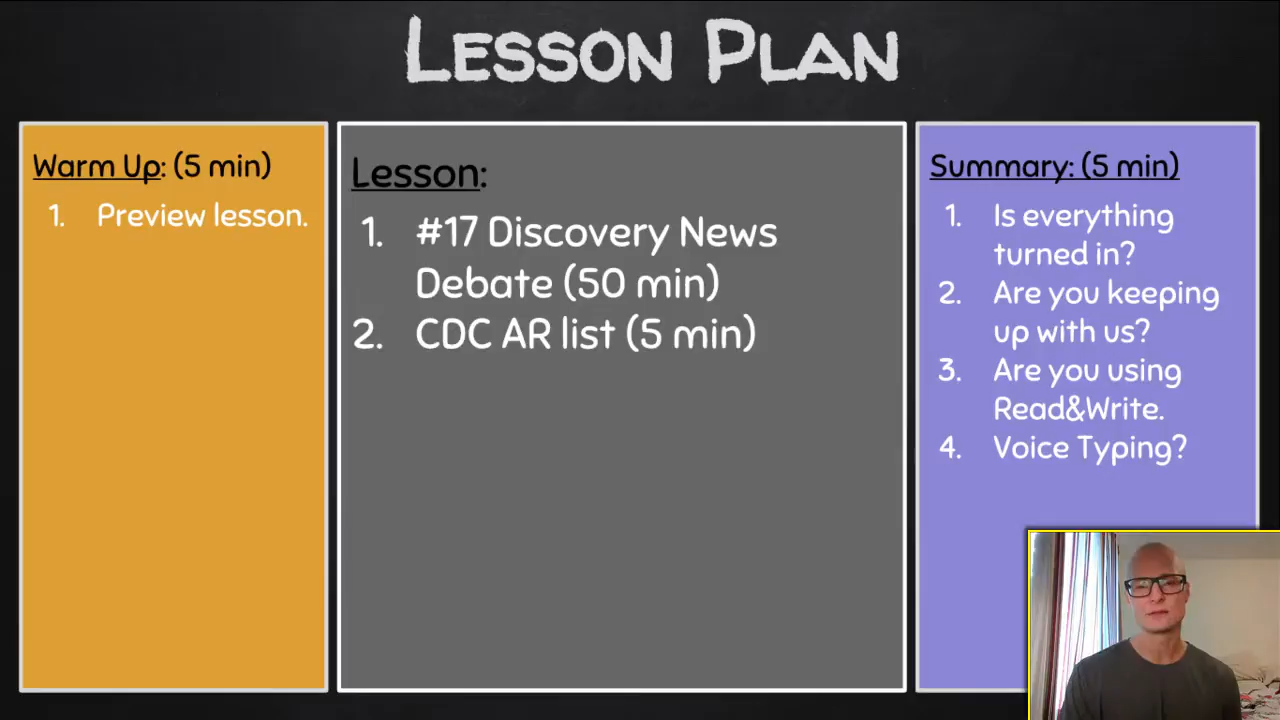 Lesson Plan
Warm Up: (5 min)
1. Preview lesson.
Lesson:
1. #17 Discovery News
Debate (50 min)
2. CDC AR list (5 min)
Summary: (5 min)
1. Is everything
turned in?
2. Are you keeping
up with us?
3. Are you using
Read&Write.
4. Voice Typing?